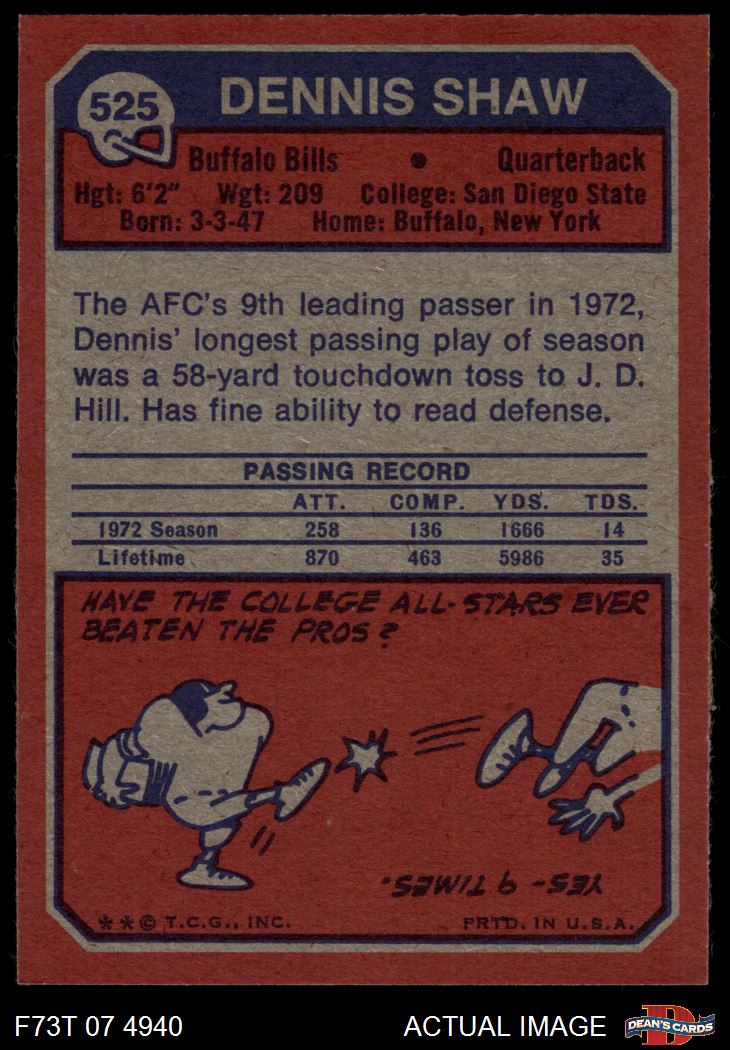 525
DENNIS SHAW
Buffalo Bills • Quarterback
Hgt: 6'2" Wgt: 209 College: San Diego State
Born: 3-3-47 Home: Buffalo, New York
The AFC's 9th leading passer in 1972,
Dennis' longest passing play of season
was a 58-yard touchdown toss to J. D.
Hill. Has fine ability to read defense.
PASSING RECORD
ATT. COMP. YDS. TDS.
1972 Season 258 136 1666 14
Lifetime 870 463 5986 35
HAVE THE COLLEGE ALL-STARS EVER
BEATEN THE PROS?
YES- 9 TIMES.
**© T.C.G., INC. PRTD. IN U.S.A.
F73T 07 4940 ACTUAL IMAGE
D
DEAN'S CARDS